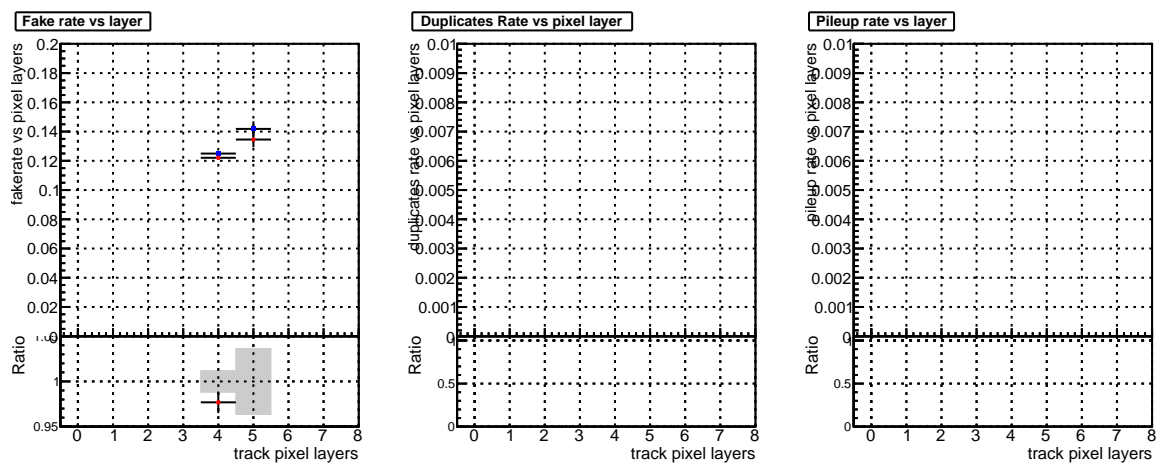 Fake rate vs layer
Duplicates Rate vs pixel layer
Pileup rate vs layer
fakerate vs pixel layers
0.2
0.18
0.16
0.14
0.12
0.1
0.08
0.06
0.04
0.02
0
Ratio
1
0.95
0 1 2 3 4 5 6 7 8
track pixel layers
duplicates rate vs pixel layers
0.01
0.009
0.008
0.007
0.006
0.005
0.004
0.003
0.002
0.001
0
Ratio
1
0.5
0
0 1 2 3 4 5 6 7 8
track pixel layers
pileup rate vs pixel layers
0.01
0.009
0.008
0.007
0.006
0.005
0.004
0.003
0.002
0.001
0
Ratio
1
0.5
0
0 1 2 3 4 5 6 7 8
track pixel layers